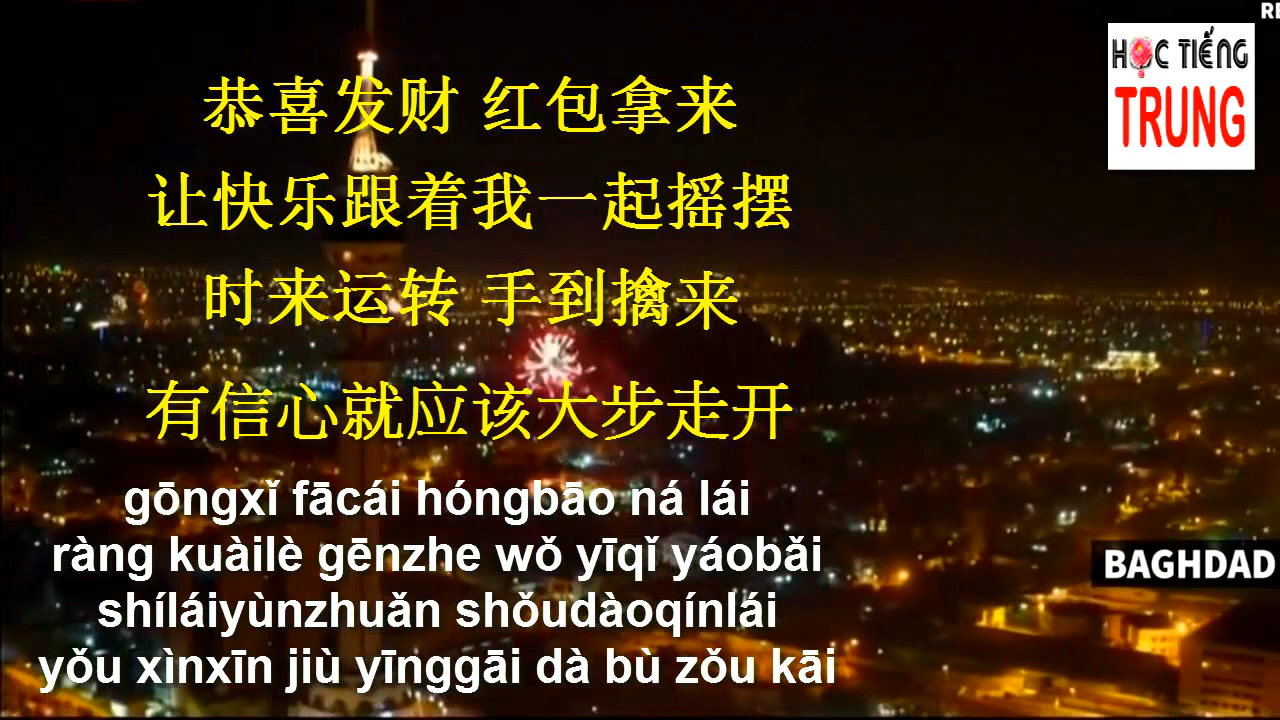 RE
HỌC TIẾNG
TRUNG
恭喜发财 红包拿来
让快乐跟着我一起摇摆
时来运转 手到擒来
有信心就应该大步走开
gōngxǐ fācái hóngbāo ná lái
ràng kuàilè gēnzhe wǒ yīqǐ yáobǎi
shíláiyùnzhuǎn shǒudàoqínlái
yǒu xìnxīn jiù yīnggāi dà bù zǒu kāi
BAGHDAD